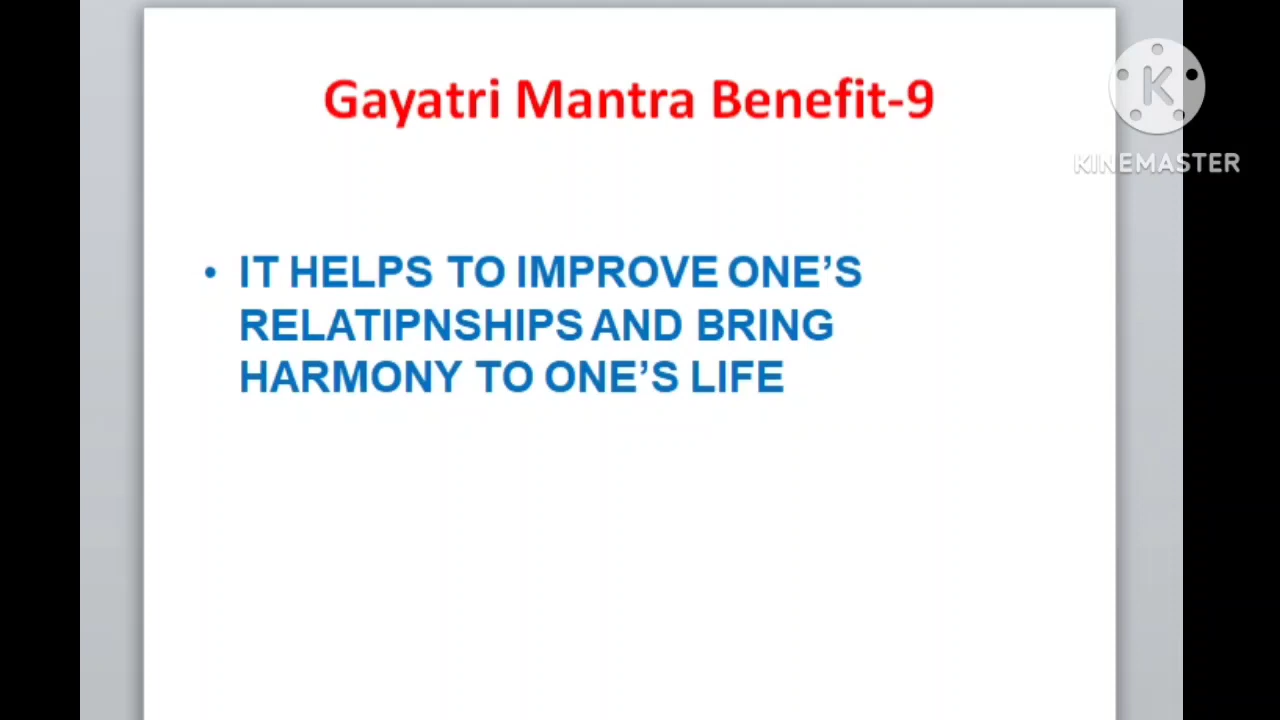 Gayatri Mantra Benefit-9
K
KINEMASTER
• IT HELPS TO IMPROVE ONE’S
RELATIPNSHIPS AND BRING
HARMONY TO ONE’S LIFE